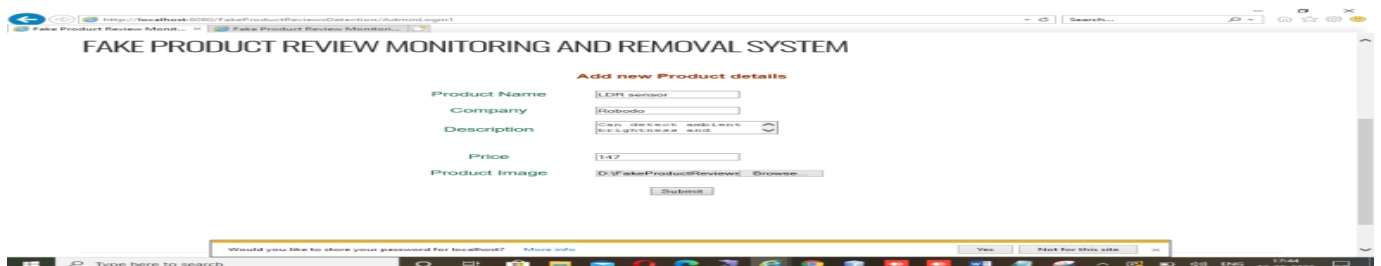 http://localhost:8080/FakeProductReviewsDetection/AdminLogin1
Search...
Fake Product Review Monit...
Fake Product Review Monitori...
FAKE PRODUCT REVIEW MONITORING AND REMOVAL SYSTEM
Add new Product details
Product Name LDR sensor
Company Robodo
Description Can detect ambient
brightness and
Price 147
Product Image D:\FakeProductReviews Browse...
Submit
Would you like to store your password for localhost? More info Yes Not for this site
Type here to search
ENG 17:44